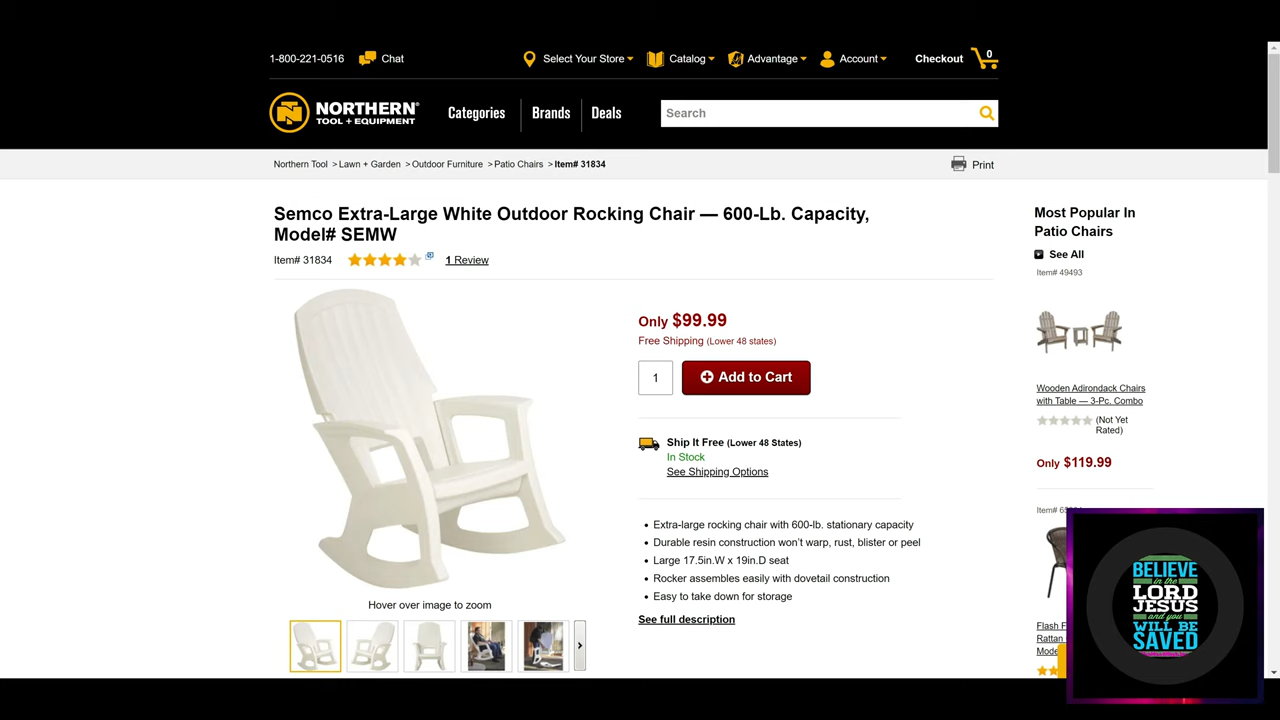 1-800-221-0516 Chat Select Your Store Catalog Advantage Account Checkout 0
NORTHERN®
TOOL + EQUIPMENT
Categories Brands Deals Search
Northern Tool >Lawn + Garden >Outdoor Furniture >Patio Chairs >Item# 31834 Print
Semco Extra-Large White Outdoor Rocking Chair — 600-Lb. Capacity,
Model# SEMW
Item# 31834 1 Review
Only $99.99
Free Shipping (Lower 48 states)
1 Add to Cart
Ship It Free (Lower 48 States)
In Stock
See Shipping Options
• Extra-large rocking chair with 600-lb. stationary capacity
• Durable resin construction won't warp, rust, blister or peel
• Large 17.5in.W x 19in.D seat
• Rocker assembles easily with dovetail construction
• Easy to take down for storage
See full description
Hover over image to zoom
Most Popular In
Patio Chairs
See All
Item# 49493
Wooden Adirondack Chairs
with Table — 3-Pc. Combo
(Not Yet
Rated)
Only $119.99
Item#
Flash
Rattan
BELIEVE
in the
LORD
JESUS
and you
WILL BE
SAVED